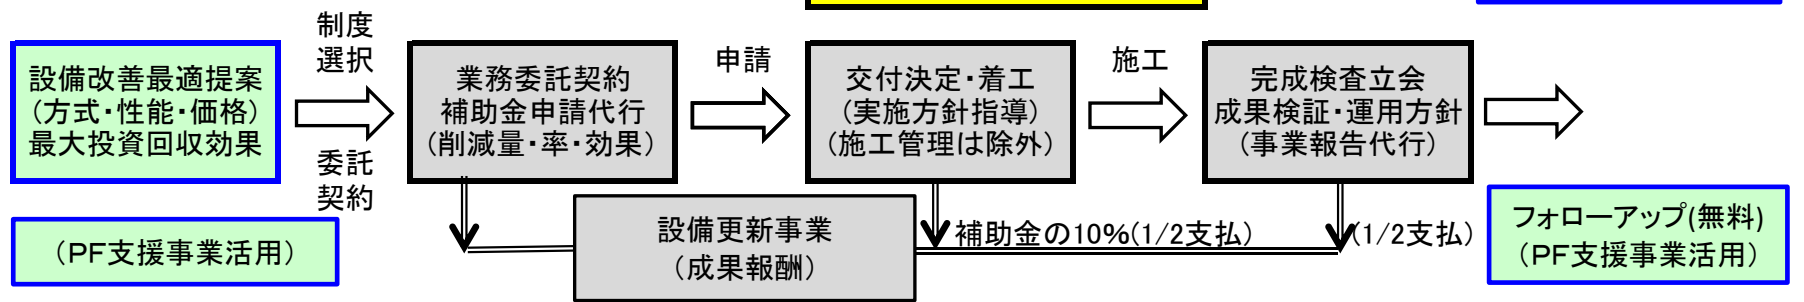 設備改善最適提案
(方式・性能・価格)
最大投資回収効果
制度
選択
委託
契約
業務委託契約
補助金申請代行
(削減量・率・効果)
申請
交付決定・着工
(実施方針指導)
(施工管理は除外)
施工
完成検査立会
成果検証・運用方針
(事業報告代行)
(PF支援事業活用)
設備更新事業
(成果報酬)
補助金の10%(1/2支払)
(1/2支払)
フォローアップ(無料)
(PF支援事業活用)